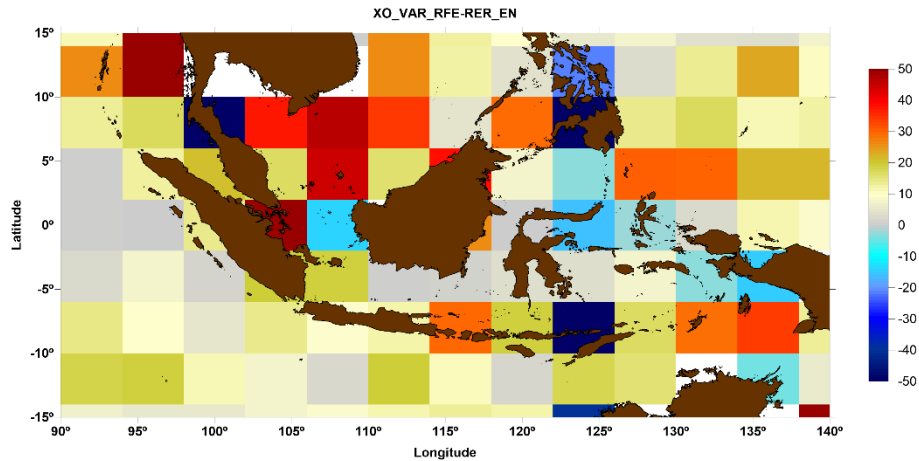 XO_VAR_RFE-RER_EN
15º
10º
5º
0º
-5º
-10º
-15º
Latitude
90º 95º 100º 105º 110º 115º 120º 125º 130º 135º 140º
Longitude
50
40
30
20
10
0
-10
-20
-30
-40
-50